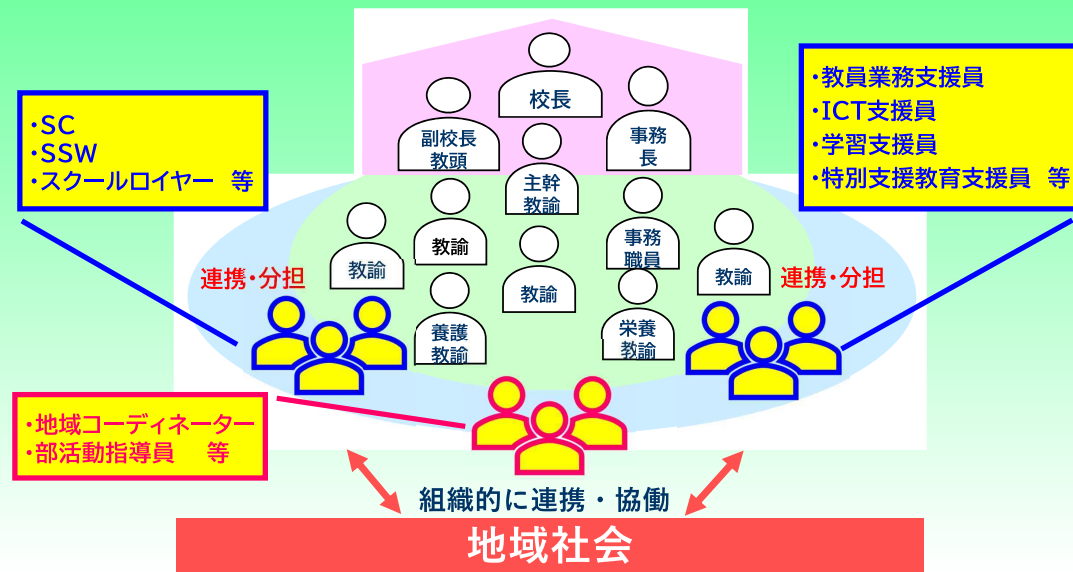 校長
副校長
教頭
事務
長
主幹
教諭
教諭
事務
職員
教諭
教諭
教諭
養護
教諭
栄養
教諭
・SC
・SSW
・スクールロイヤー 等
・教員業務支援員
・ICT支援員
・学習支援員
・特別支援教育支援員 等
連携・分担
連携・分担
・地域コーディネーター
・部活動指導員 等
組織的に連携・協働
地域社会